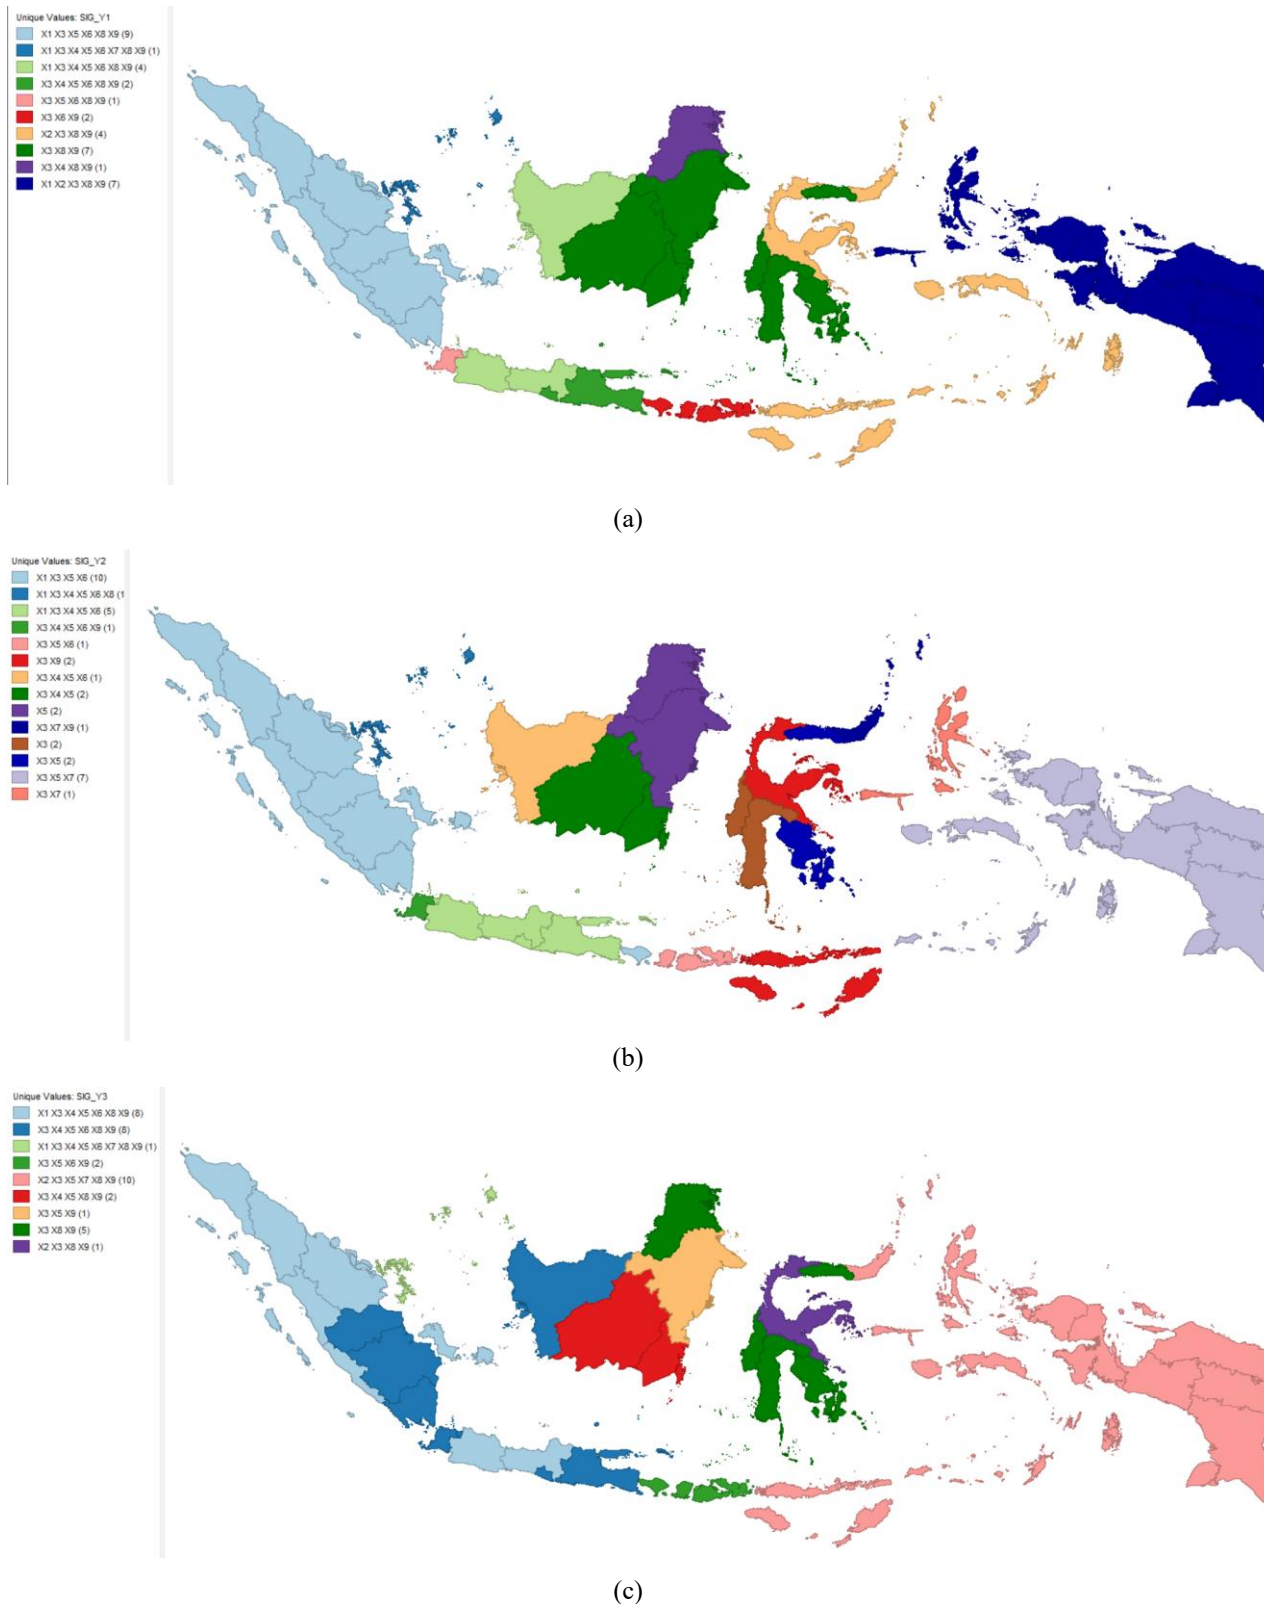 Unique Values: SIG_Y1
X1 X3 X5 X6 X8 X9 (9)
X1 X3 X4 X5 X6 X7 X8 X9 (1)
X1 X3 X4 X5 X6 X8 X9 (4)
X3 X4 X5 X6 X8 X9 (2)
X3 X5 X6 X8 X9 (1)
X3 X6 X9 (2)
X2 X3 X8 X9 (4)
X3 X8 X9 (7)
X3 X4 X8 X9 (1)
X1 X2 X3 X8 X9 (7)
(a)
Unique Values: SIG_Y2
X1 X3 X5 X6 (10)
X1 X3 X4 X5 X6 X8 (1
X1 X3 X4 X5 X6 (5)
X3 X4 X5 X6 X9 (1)
X3 X5 X6 (1)
X3 X9 (2)
X3 X4 X5 X6 (1)
X3 X4 X5 (2)
X5 (2)
X3 X7 X9 (1)
X3 (2)
X3 X5 (2)
X3 X5 X7 (7)
X3 X7 (1)
(b)
Unique Values: SIG_Y3
X1 X3 X4 X5 X6 X8 X9 (8)
X3 X4 X5 X6 X8 X9 (8)
X1 X3 X4 X5 X6 X7 X8 X9 (1)
X3 X5 X6 X9 (2)
X2 X3 X5 X7 X8 X9 (10)
X3 X4 X5 X8 X9 (2)
X3 X5 X9 (1)
X3 X8 X9 (5)
X2 X3 X8 X9 (1)
(c)